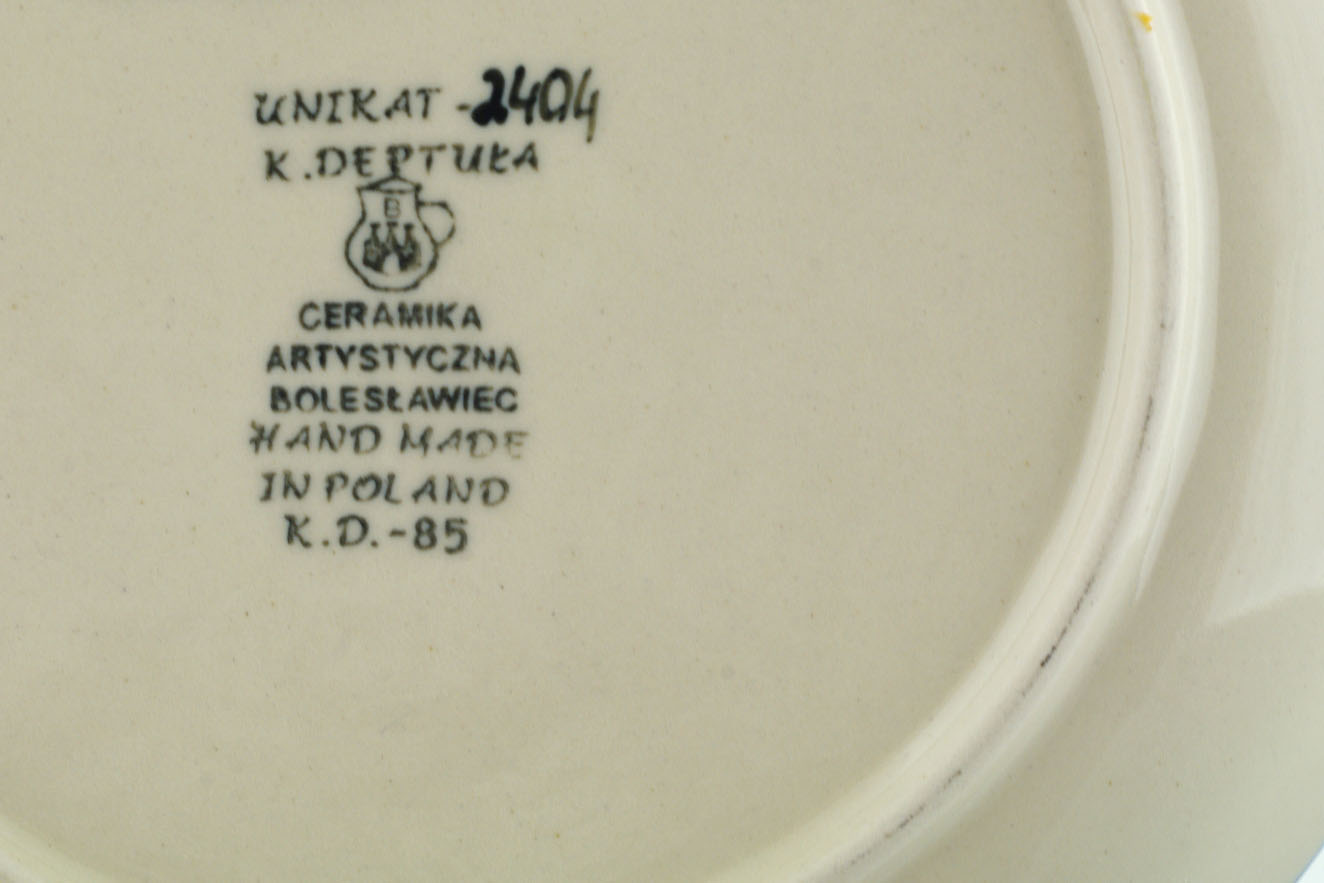 UNIKAT -2404
K.DEPTUŁA
B
CERAMIKA
ARTYSTYCZNA
BOLESŁAWIEC
HAND MADE
IN POLAND
K.D.-85